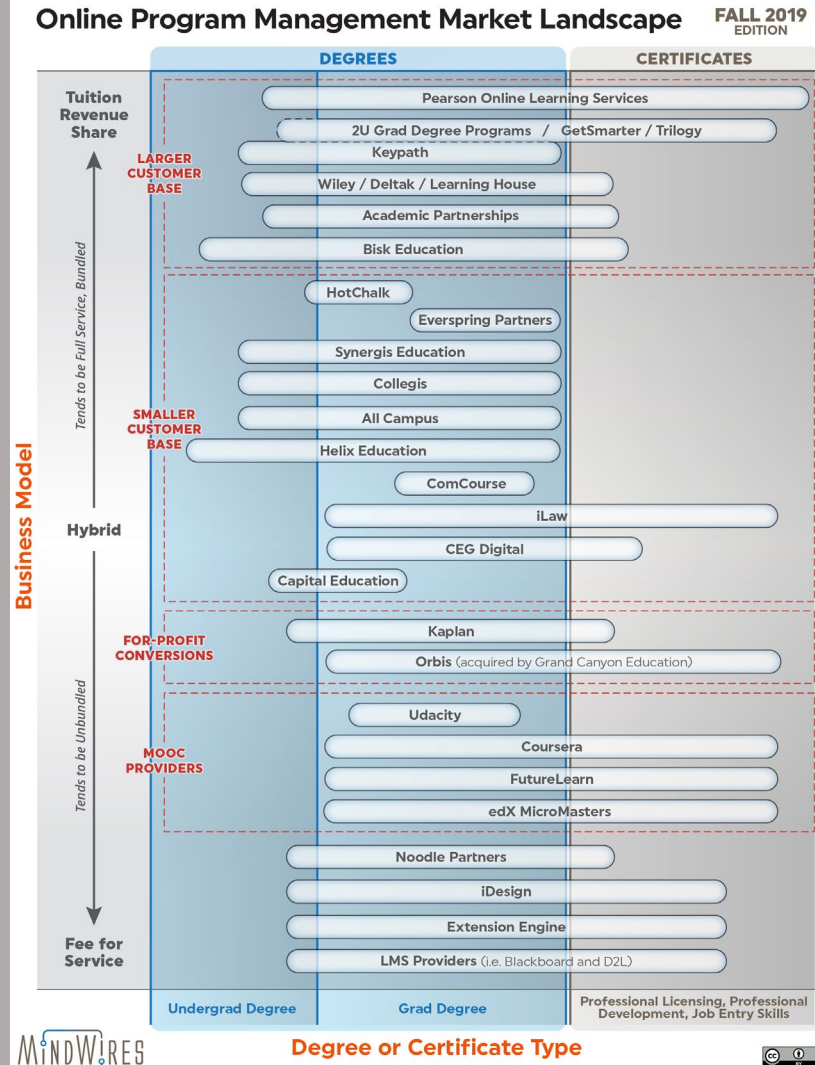 Online Program Management Market Landscape
FALL 2019
EDITION
DEGREES
CERTIFICATES
Tuition
Revenue
Share
Pearson Online Learning Services
2U Grad Degree Programs / GetSmarter / Trilogy
Keypath
LARGER
CUSTOMER
BASE
Wiley / Deltak / Learning House
Academic Partnerships
Bisk Education
Tends to be Full Service, Bundled
HotChalk
Everspring Partners
Synergis Education
Collegis
SMALLER
CUSTOMER
BASE
All Campus
Helix Education
ComCourse
iLaw
Hybrid
CEG Digital
Capital Education
Business Model
FOR-PROFIT
CONVERSIONS
Kaplan
Orbis (acquired by Grand Canyon Education)
Tends to be Unbundled
MOOC
PROVIDERS
Udacity
Coursera
FutureLearn
edX MicroMasters
Noodle Partners
iDesign
Extension Engine
LMS Providers (i.e. Blackboard and D2L)
Fee for
Service
Undergrad Degree
Grad Degree
Professional Licensing, Professional
Development, Job Entry Skills
MINDWIRES
Degree or Certificate Type
cc
BY